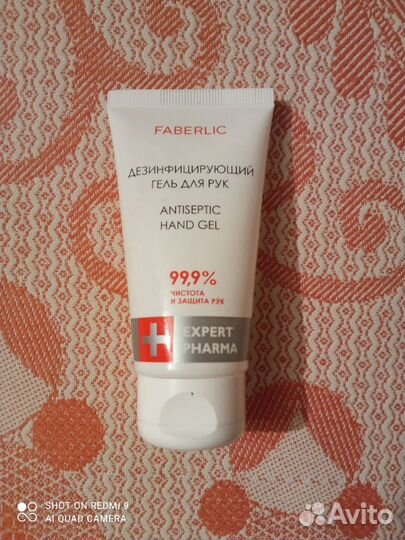 FABERLIC
ДЕЗИНФИЦИРУЮЩИЙ
ГЕЛЬ ДЛЯ РУК
ANTISEPTIC
HAND GEL
99,9%
ЧИСТОТА
И ЗАЩИТА РУК
EXPERT
PHARMA
SHOT ON REDMI 9
AI QUAD CAMERA
Avito